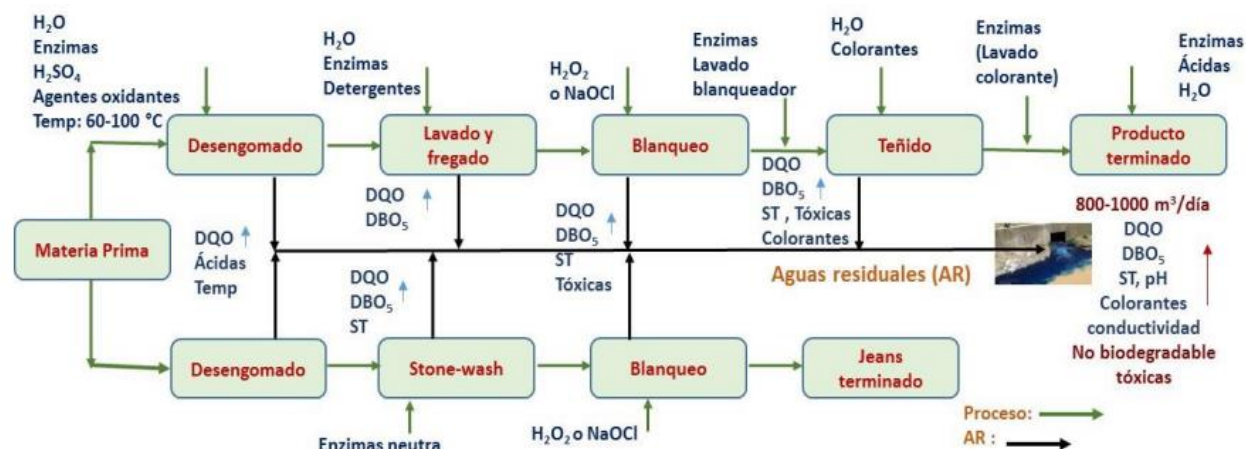 H₂O
Enzimas
H₂SO₄
Agentes oxidantes
Temp: 60-100 °C
H₂O
Enzimas
Detergentes
H₂O₂
o NaOCl
Enzimas
Lavado
blanqueador
H₂O
Colorantes
Enzimas
(Lavado
colorante)
Enzimas
Ácidas
H₂O
Desengomado
Lavado y
fregado
Blanqueo
Teñido
Producto
terminado
Materia Prima
DQO
Ácidas
Temp
DQO
DBO₅
DQO
DBO₅
ST
DQO
DBO₅
ST
Tóxicas
DQO
DBO₅
ST , Tóxicas
Colorantes
Aguas residuales (AR)
800-1000 m³/día
DQO
DBO₅
ST, pH
Colorantes
conductividad
No biodegradable
tóxicas
Desengomado
Stone-wash
Blanqueo
Jeans
terminado
Enzimas neutra
H₂O₂ o NaOCl
Proceso:
AR :